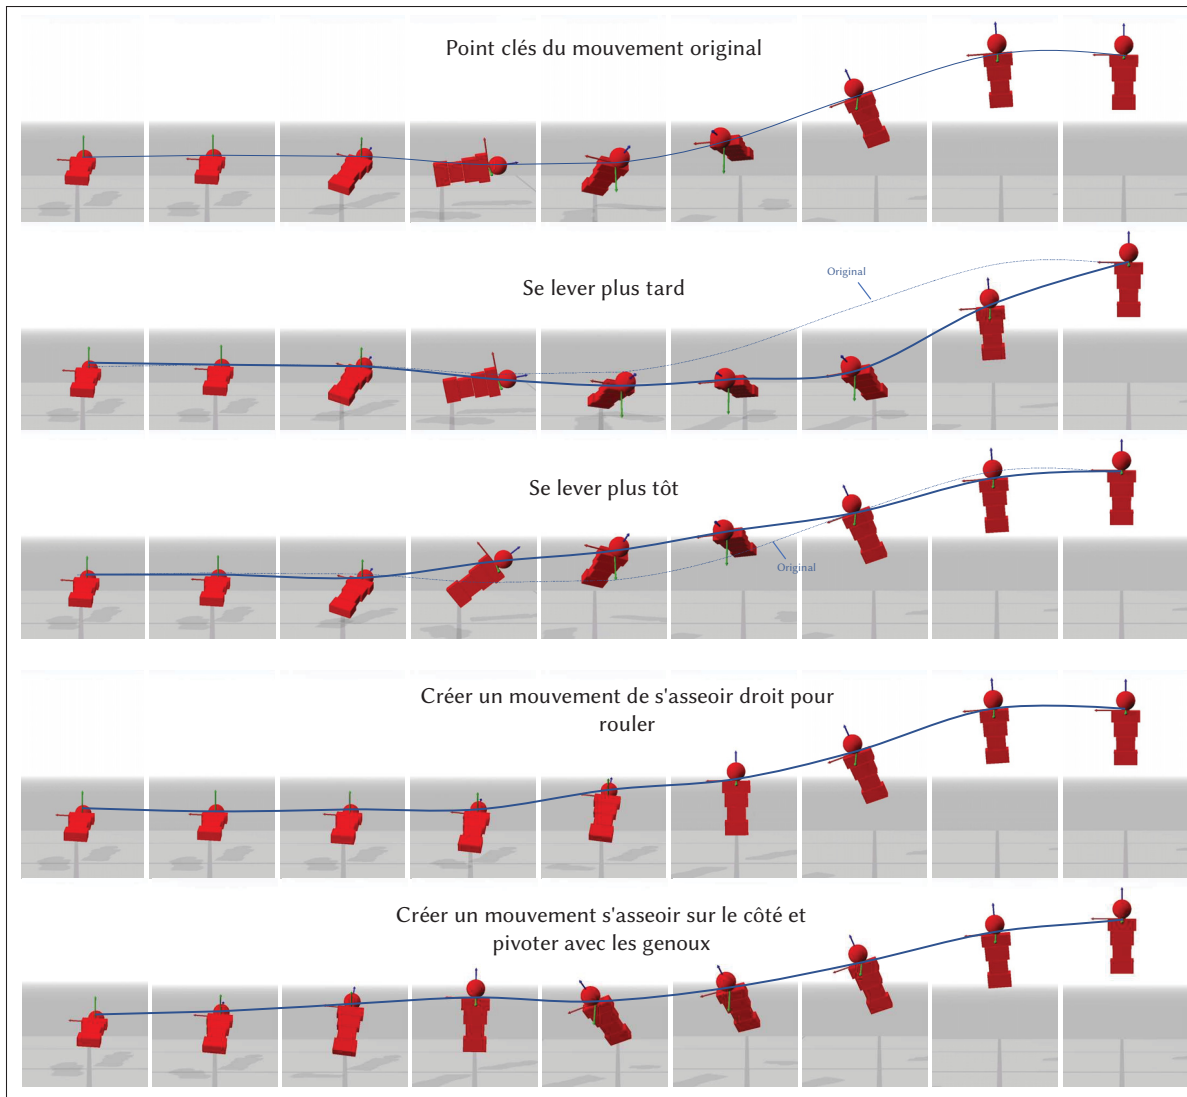 Point clés du mouvement original
Original
Se lever plus tard
Se lever plus tôt
Original
Créer un mouvement de s'asseoir droit pour
rouler
Créer un mouvement s'asseoir sur le côté et
pivoter avec les genoux